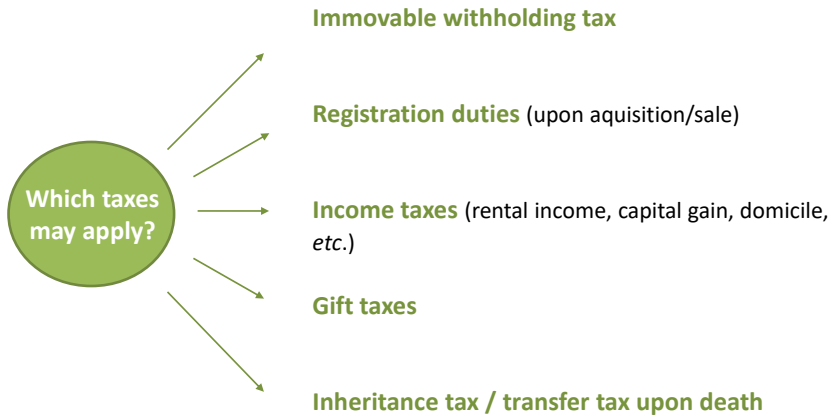 Immovable withholding tax
Registration duties (upon aquisition/sale)
Which taxes
may apply?
Income taxes (rental income, capital gain, domicile,
etc.)
Gift taxes
Inheritance tax / transfer tax upon death